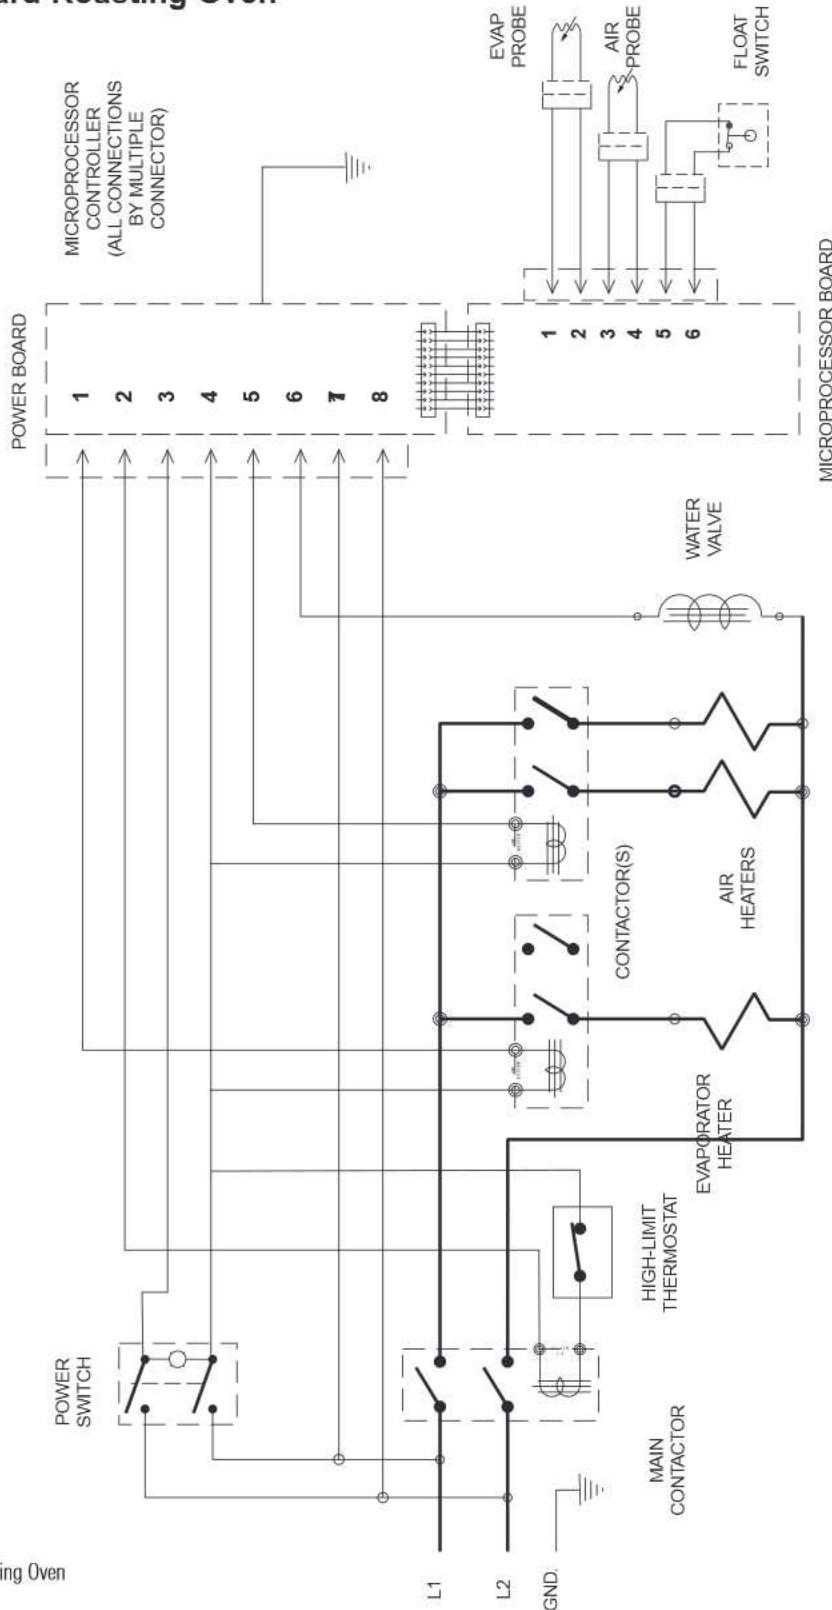 ard Roasting Oven
EVAP
PROBE
AIR
PROBE
FLOAT
SWITCH
MICROPROCESSOR
CONTROLLER
(ALL CONNECTIONS
BY MULTIPLE
CONNECTOR)
POWER BOARD
1
2
3
4
5
6
7
8
1
2
3
4
5
6
MICROPROCESSOR BOARD
WATER
VALVE
CONTACTOR(S)
AIR
HEATERS
EVAPORATOR
HEATER
HIGH-LIMIT
THERMOSTAT
POWER
SWITCH
MAIN
CONTACTOR
L1
L2
GND.
ing Oven